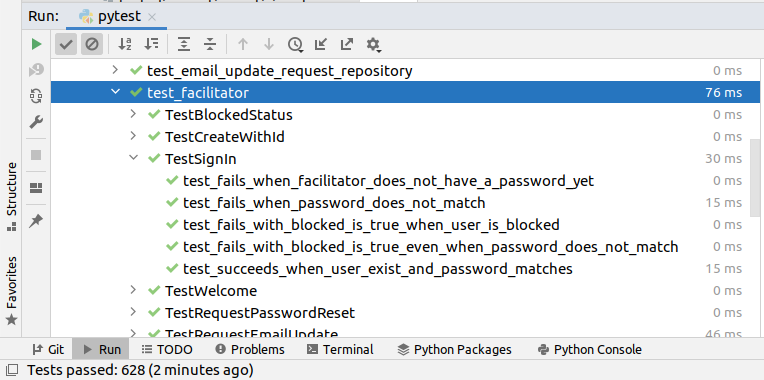 Run: pytest
test_email_update_request_repository 0 ms
test_facilitator 76 ms
TestBlockedStatus 0 ms
TestCreateWithId 0 ms
TestSignIn 30 ms
test_fails_when_facilitator_does_not_have_a_password_yet 0 ms
test_fails_when_password_does_not_match 15 ms
test_fails_with_blocked_is_true_when_user_is_blocked 0 ms
test_fails_with_blocked_is_true_even_when_password_does_not_match 0 ms
test_succeeds_when_user_exist_and_password_matches 15 ms
TestWelcome 0 ms
TestRequestPasswordReset 0 ms
TestRequestEmailUpdate 46 ms
Structure
Favorites
Git Run TODO Problems Terminal Python Packages Python Console
Tests passed: 628 (2 minutes ago)